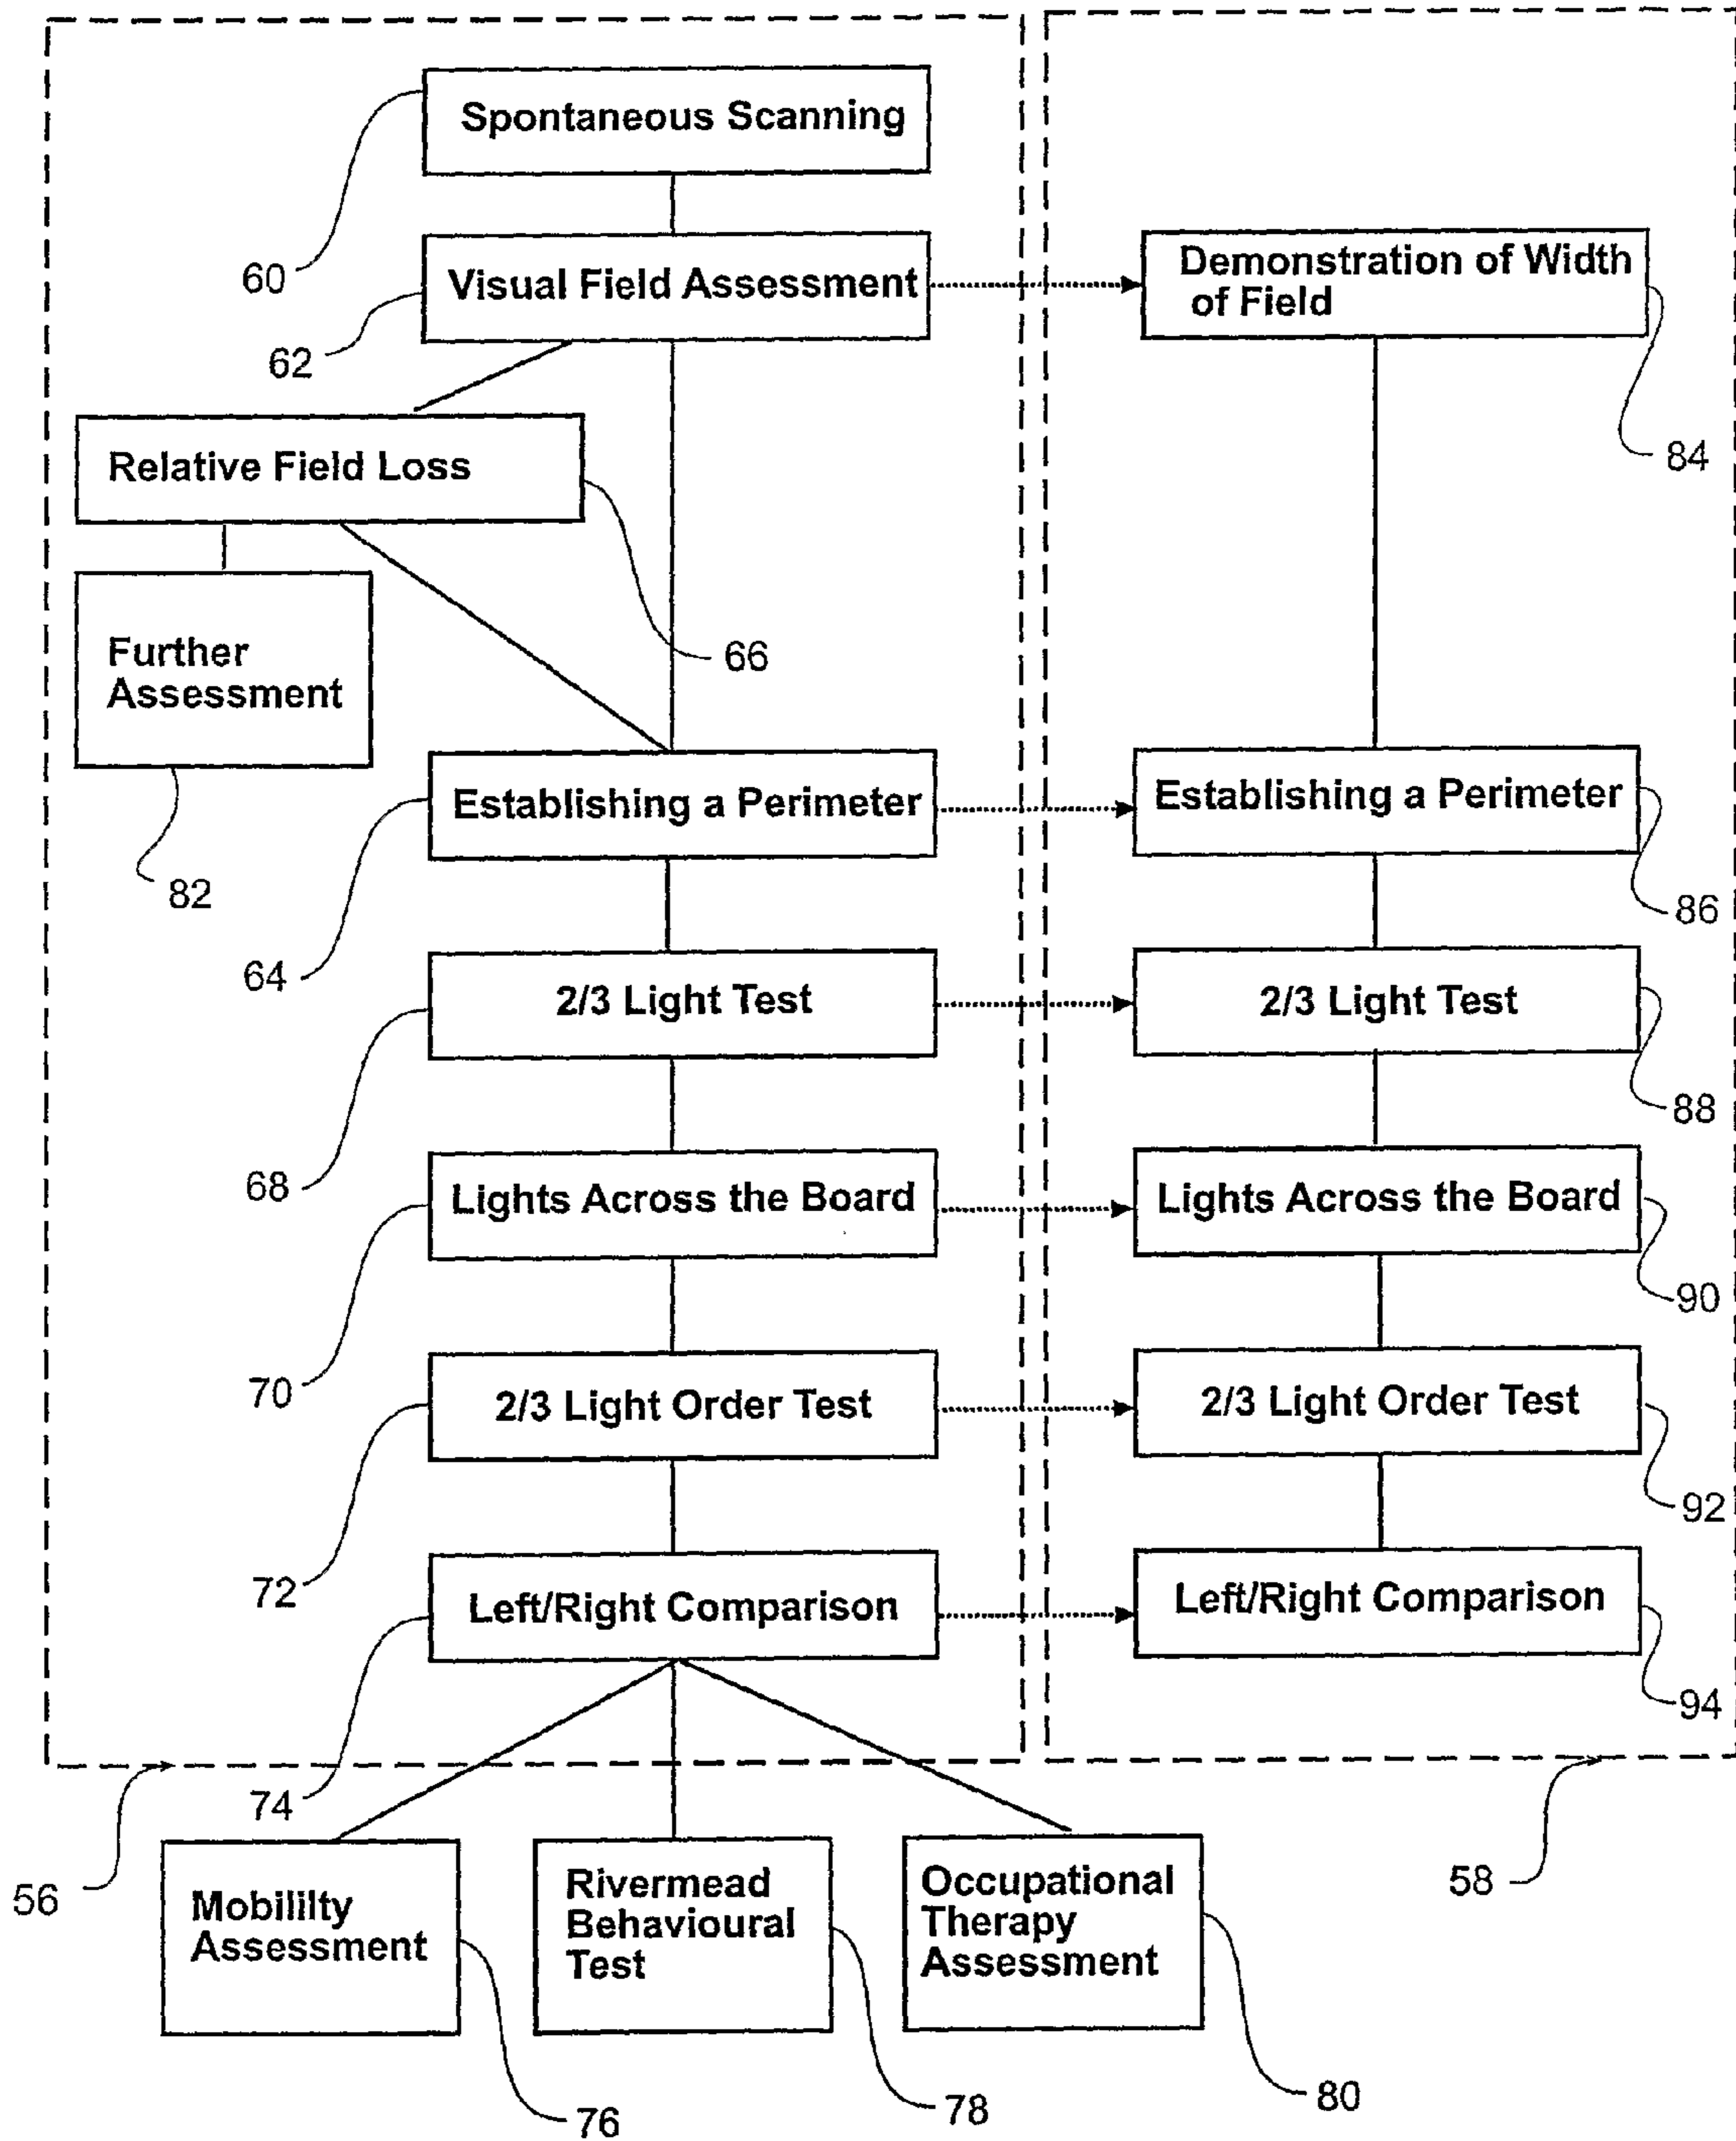 Spontaneous Scanning
60
Visual Field Assessment
62
Demonstration of Width
of Field
84
Relative Field Loss
66
Further
Assessment
82
Establishing a Perimeter
64
Establishing a Perimeter
86
2/3 Light Test
68
2/3 Light Test
88
Lights Across the Board
70
Lights Across the Board
90
2/3 Light Order Test
72
2/3 Light Order Test
92
Left/Right Comparison
74
Left/Right Comparison
94
56
58
Mobililty
Assessment
76
Rivermead
Behavioural
Test
78
Occupational
Therapy
Assessment
80